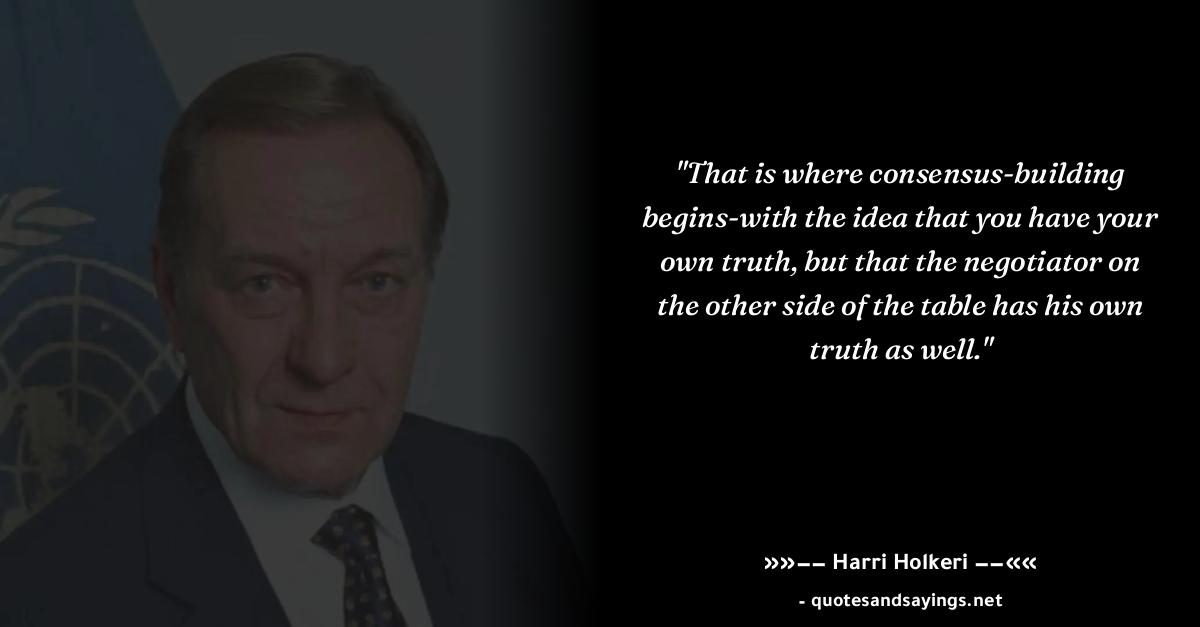 "That is where consensus-building
begins-with the idea that you have your
own truth, but that the negotiator on
the other side of the table has his own
truth as well."
»»−− Harri Holkeri −−««
- quotesandsayings.net